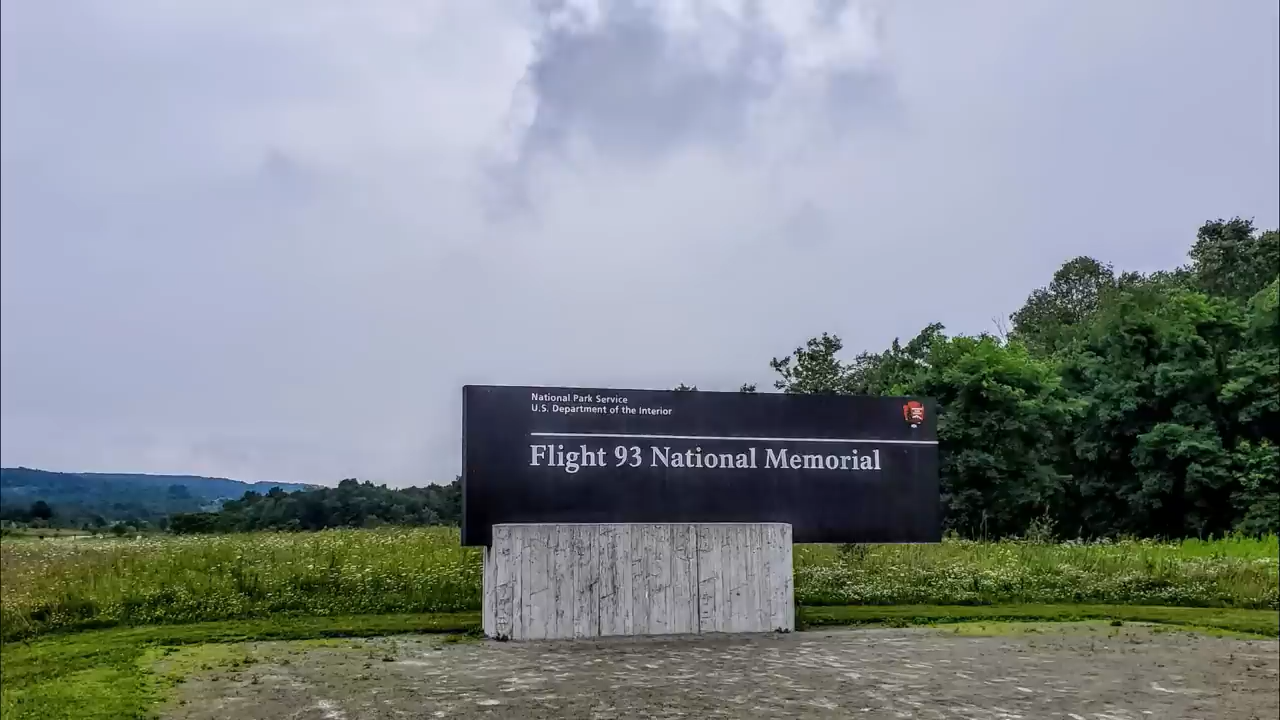 National Park Service
U.S. Department of the Interior
Flight 93 National Memorial